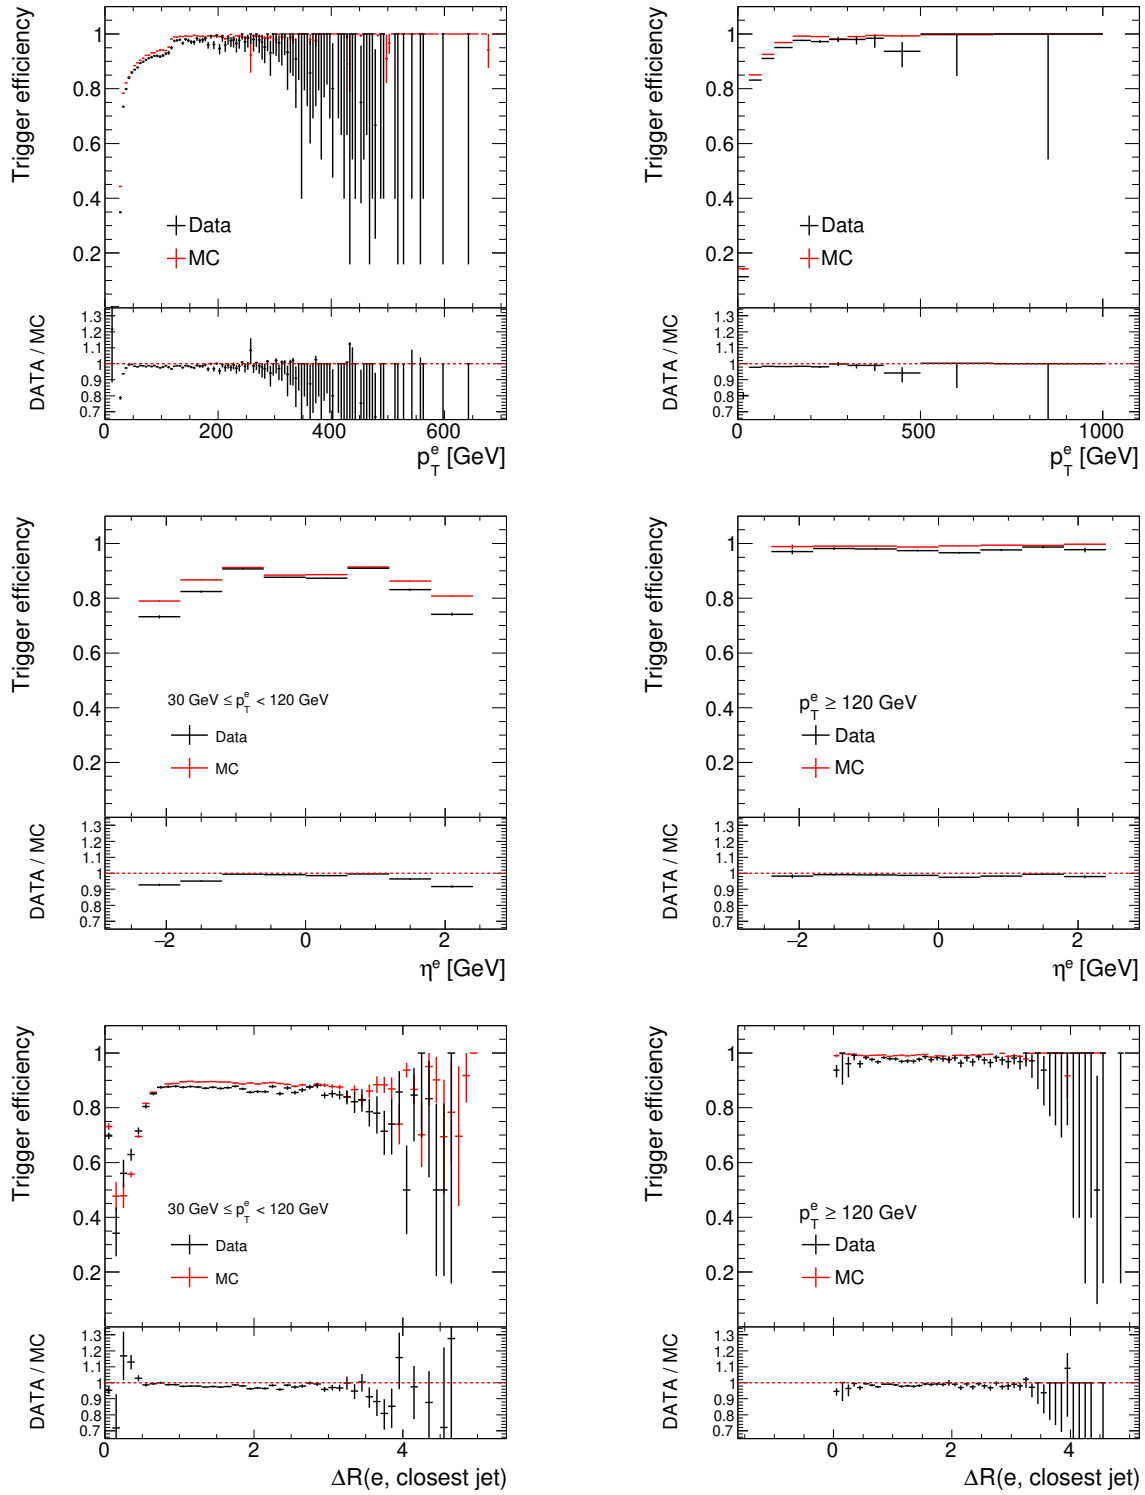 Trigger efficiency
1
0.8
0.6
0.4
0.2
Data
MC
DATA / MC
1.3
1.2
1.1
1
0.9
0.8
0.7
0 200 400 600
p_T^e [GeV]
Trigger efficiency
1
0.8
0.6
0.4
0.2
Data
MC
DATA / MC
1.3
1.2
1.1
1
0.9
0.8
0.7
0 500 1000
p_T^e [GeV]
Trigger efficiency
1
0.8
0.6
0.4
0.2
30 GeV ≤ p_T^e < 120 GeV
Data
MC
DATA / MC
1.3
1.2
1.1
1
0.9
0.8
0.7
−2 0 2
η^e [GeV]
Trigger efficiency
1
0.8
0.6
0.4
0.2
p_T^e ≥ 120 GeV
Data
MC
DATA / MC
1.3
1.2
1.1
1
0.9
0.8
0.7
−2 0 2
η^e [GeV]
Trigger efficiency
1
0.8
0.6
0.4
0.2
30 GeV ≤ p_T^e < 120 GeV
Data
MC
DATA / MC
1.3
1.2
1.1
1
0.9
0.8
0.7
0 2 4
ΔR(e, closest jet)
Trigger efficiency
1
0.8
0.6
0.4
0.2
p_T^e ≥ 120 GeV
Data
MC
DATA / MC
1.3
1.2
1.1
1
0.9
0.8
0.7
0 2 4
ΔR(e, closest jet)